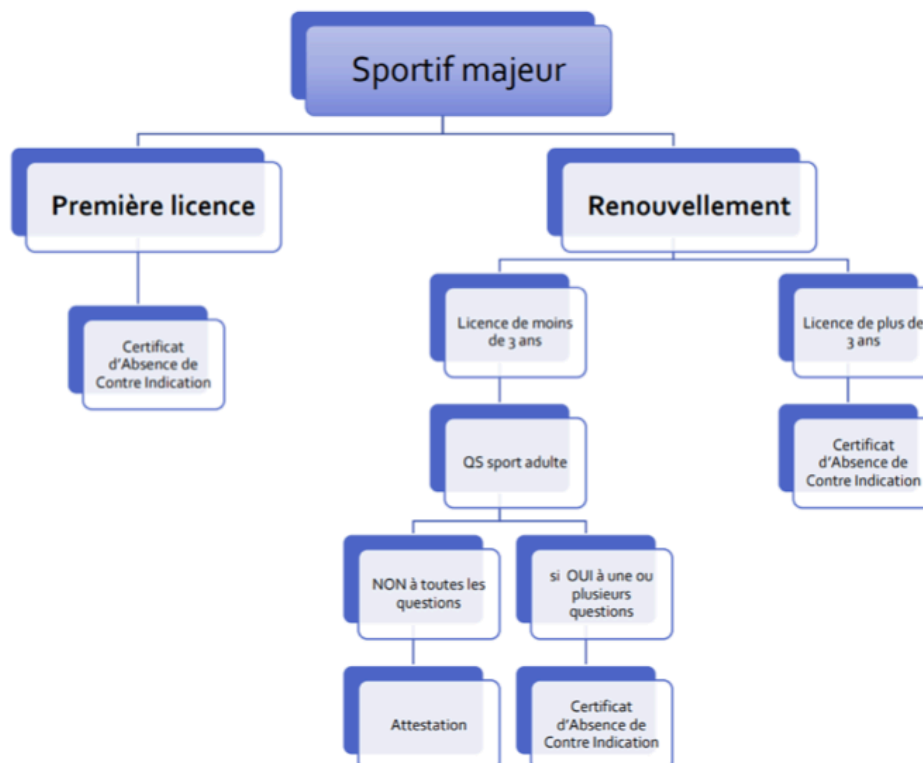 Sportif majeur
Première licence
Renouvellement
Certificat
d'Absence de
Contre Indication
Licence de moins
de 3 ans
Licence de plus de
3 ans
QS sport adulte
Certificat
d'Absence de
Contre Indication
NON à toutes les
questions
si OUI à une ou
plusieurs
questions
Attestation
Certificat
d'Absence de
Contre Indication